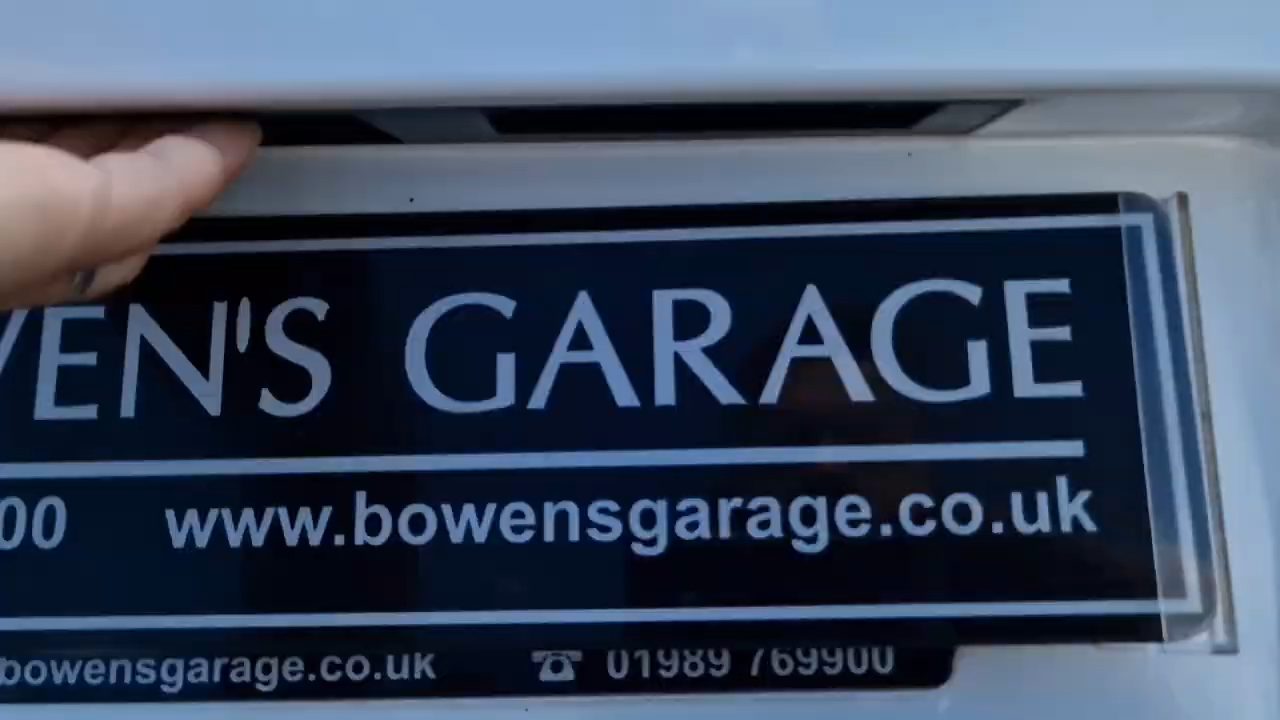 VEN'S GARAGE
00 www.bowensgarage.co.uk
bowensgarage.co.uk ☎ 01989 769900